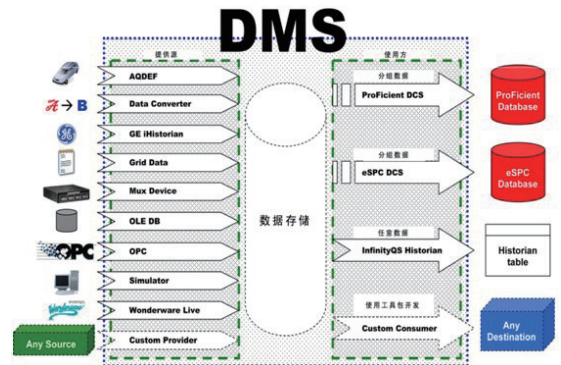 DMS
提供源
使用方
AQDEF
Data Converter
A → B
GE iHistorian
Grid Data
Mux Device
OLE DB
OPC
OPC
Simulator
Wonderware Live
Wonderware
Any Source
Custom Provider
数据存储
分组数据
ProFicient DCS
ProFicient
Database
分组数据
eSPC DCS
eSPC
Database
任意数据
InfinityQS Historian
Historian
table
使用工具包开发
Custom Consumer
Any
Destination